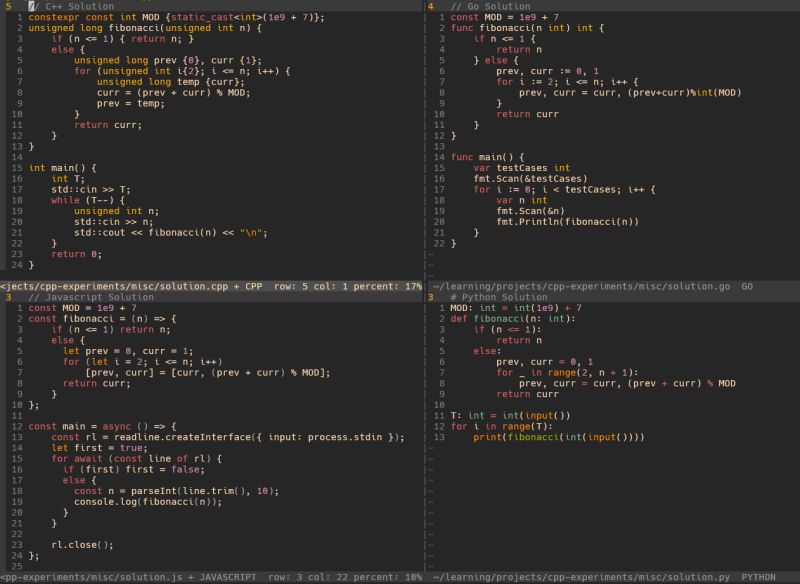 5 // C++ Solution
1 constexpr const int MOD {static_cast<int>(1e9 + 7)};
2 unsigned long fibonacci(unsigned int n) {
3     if (n <= 1) { return n; }
4     else {
5         unsigned long prev {0}, curr {1};
6         for (unsigned int i{2}; i <= n; i++) {
7             unsigned long temp {curr};
8             curr = (prev + curr) % MOD;
9             prev = temp;
10         }
11         return curr;
12     }
13 }
14
15 int main() {
16     int T;
17     std::cin >> T;
18     while (T--) {
19         unsigned int n;
20         std::cin >> n;
21         std::cout << fibonacci(n) << "\n";
22     }
23     return 0;
24 }
<jects/cpp-experiments/misc/solution.cpp + CPP  row: 5 col: 1 percent: 17%
4 // Go Solution
1 const MOD = 1e9 + 7
2 func fibonacci(n int) int {
3     if n <= 1 {
4         return n
5     } else {
6         prev, curr := 0, 1
7         for i := 2; i <= n; i++ {
8             prev, curr = curr, (prev+curr)%int(MOD)
9         }
10         return curr
11     }
12 }
13
14 func main() {
15     var testCases int
16     fmt.Scan(&testCases)
17     for i := 0; i < testCases; i++ {
18         var n int
19         fmt.Scan(&n)
20         fmt.Println(fibonacci(n))
21     }
22 }
~
~
~/learning/projects/cpp-experiments/misc/solution.go  GO
3 // Javascript Solution
1 const MOD = 1e9 + 7
2 const fibonacci = (n) => {
3     if (n <= 1) return n;
4     else {
5       let prev = 0, curr = 1;
6       for (let i = 2; i <= n; i++)
7           [prev, curr] = [curr, (prev + curr) % MOD];
8       return curr;
9     }
10 };
11
12 const main = async () => {
13     const rl = readline.createInterface({ input: process.stdin });
14     let first = true;
15     for await (const line of rl) {
16       if (first) first = false;
17       else {
18         const n = parseInt(line.trim(), 10);
19         console.log(fibonacci(n));
20       }
21     }
22
23     rl.close();
24 };
25
<pp-experiments/misc/solution.js + JAVASCRIPT  row: 3 col: 22 percent: 10%
3 # Python Solution
1 MOD: int = int(1e9) + 7
2 def fibonacci(n: int):
3     if (n <= 1):
4         return n
5     else:
6         prev, curr = 0, 1
7         for _ in range(2, n + 1):
8             prev, curr = curr, (prev + curr) % MOD
9         return curr
10
11 T: int = int(input())
12 for i in range(T):
13     print(fibonacci(int(input())))
~
~
~
~
~
~
~
~
~
~
~
~
~/learning/projects/cpp-experiments/misc/solution.py  PYTHON